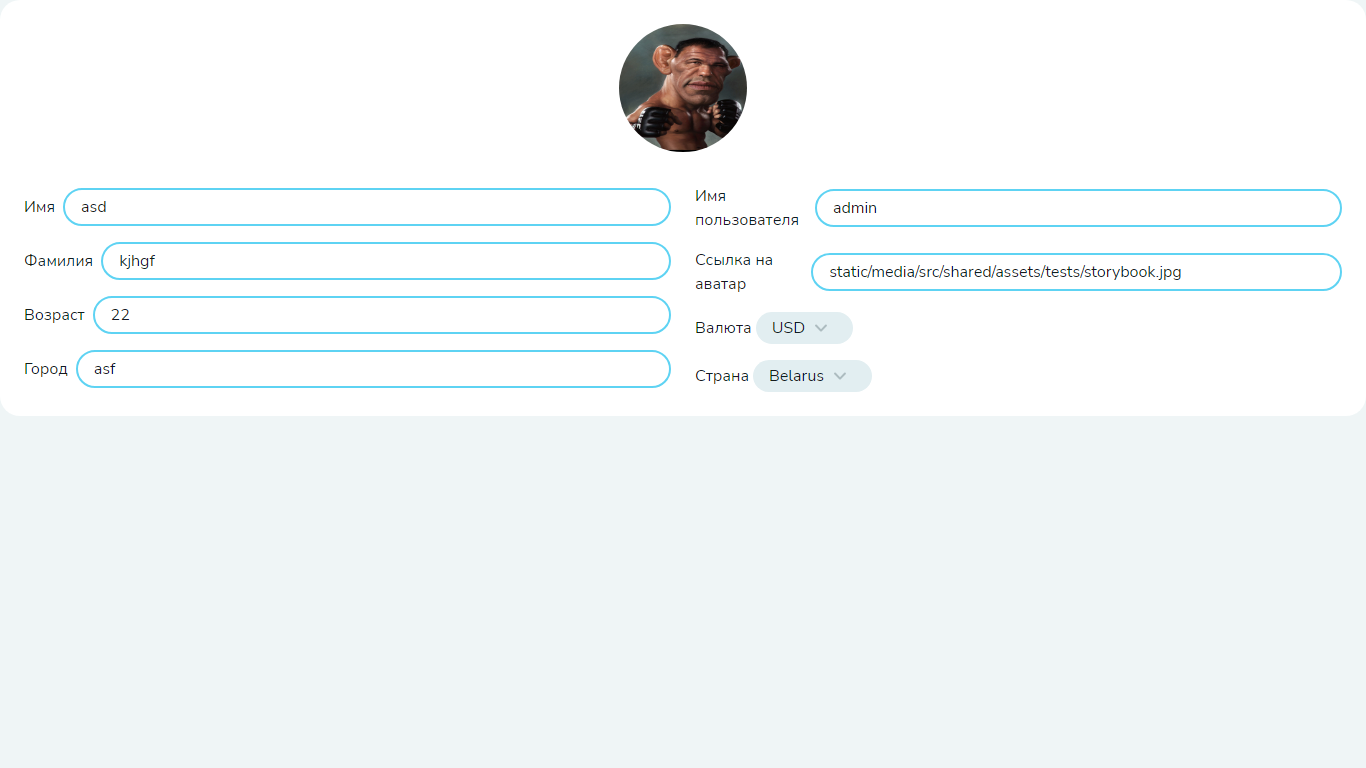 Имя asd
Фамилия kjhgf
Возраст 22
Город asf
Имя
пользователя
admin
Ссылка на
аватар
static/media/src/shared/assets/tests/storybook.jpg
Валюта USD
Страна Belarus